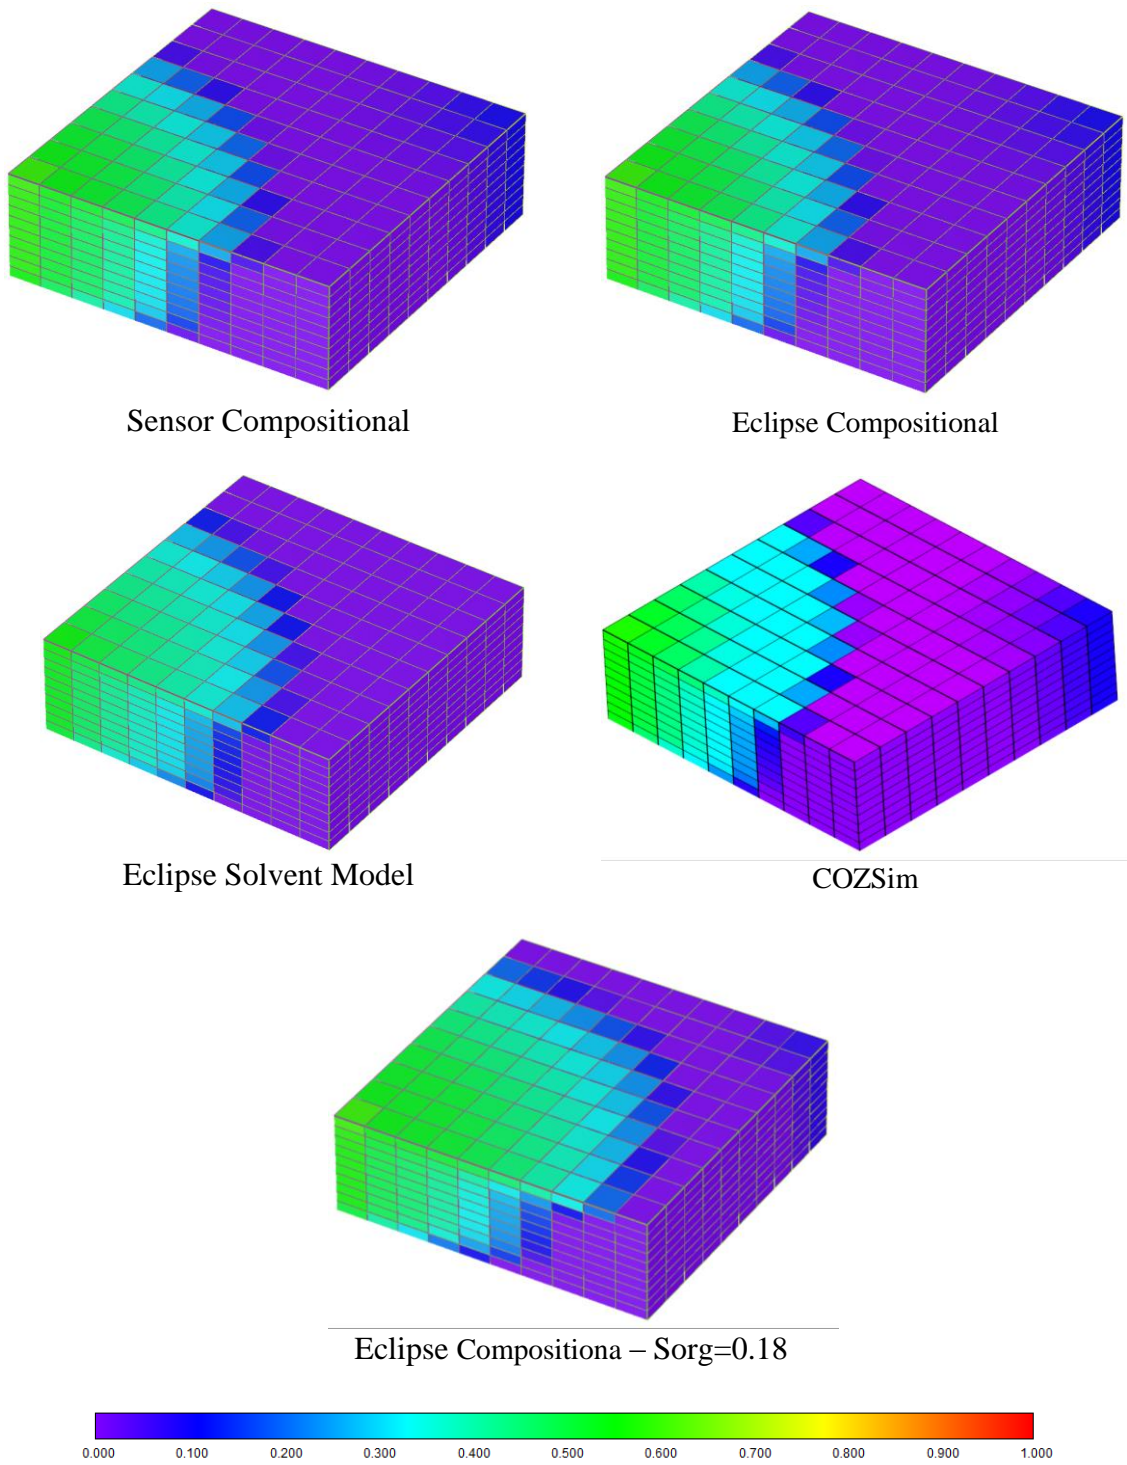 Sensor Compositional
Eclipse Compositional
Eclipse Solvent Model
COZSim
Eclipse Compositiona – Sorg=0.18
0.000 0.100 0.200 0.300 0.400 0.500 0.600 0.700 0.800 0.900 1.000